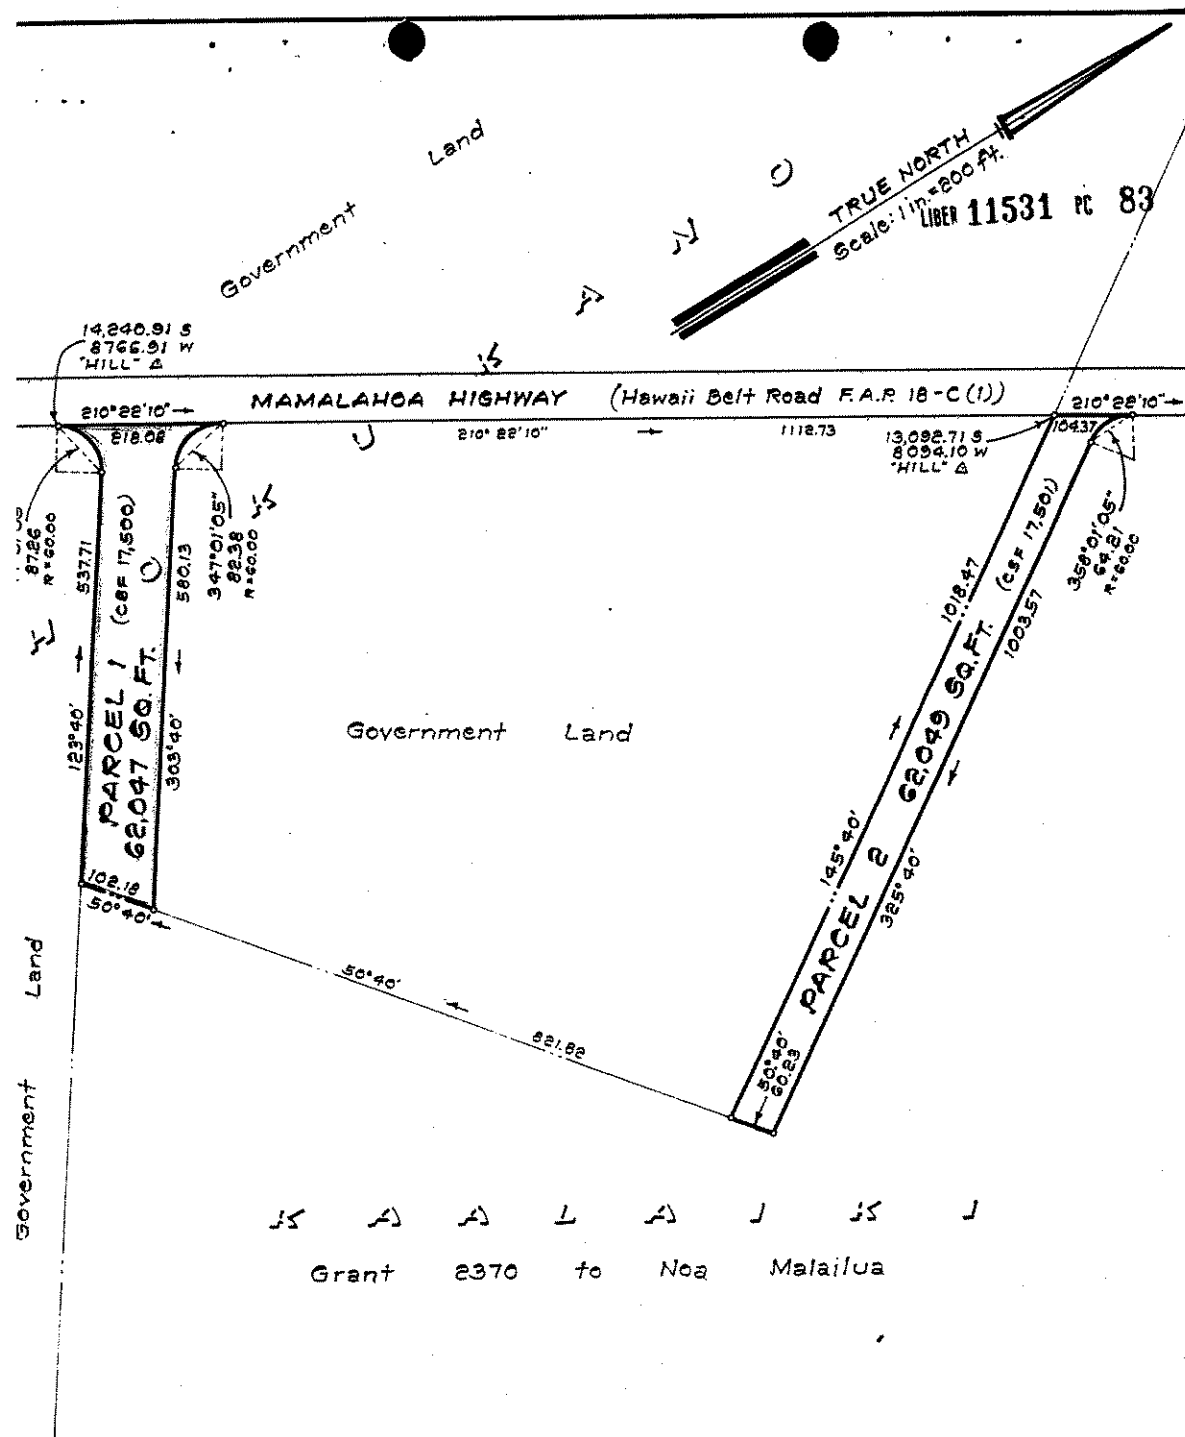 Land
Government
TRUE NORTH
Scale: 1 in.=200 ft.
LIBER 11531 PG 83
14,240.91 S
8766.91 W
"HILL" △
210°22'10"
218.02
MAMALAHOA HIGHWAY (Hawaii Belt Road F.A.P. 18-C (1))
210° 22' 10"
1112.73
13,092.71 S
8094.10 W
"HILL" △
210°22'10"
104.37
87.26
R=60.00
347°01'05"
82.38
R=60.00
358°01'05"
64.21
R=60.00
537.71
123°40'
PARCEL 1 (CSF 17,500)
62,047 SQ. FT.
580.13
303°40'
102.18
50°40'
Government Land
1018.47
145°40'
PARCEL 2 62,049 SQ. FT. (CSF 17,501)
1003.57
325°40'
50°40'
821.82
50°40'
60.23
Government Land
K A A L A I K I
Grant 2370 to Noa Malailua